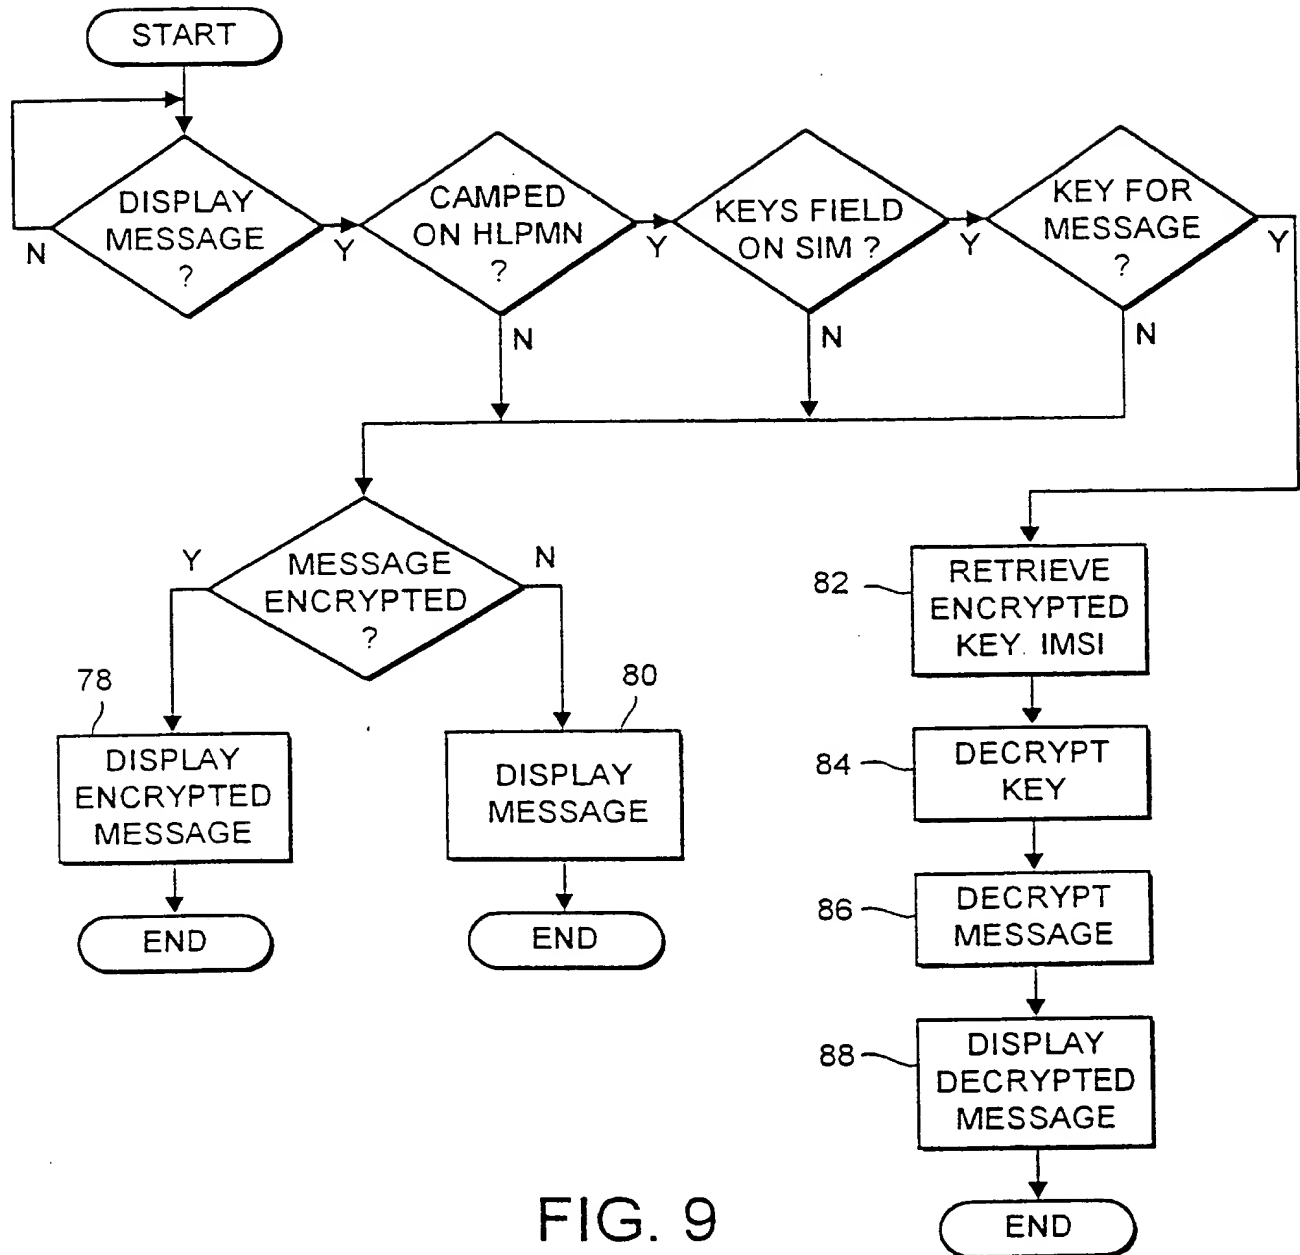 START
DISPLAY
MESSAGE
?
N
Y
CAMPED
ON HLPMN
?
Y
N
KEYS FIELD
ON SIM ?
Y
N
KEY FOR
MESSAGE
?
Y
N
MESSAGE
ENCRYPTED
?
Y
N
78
DISPLAY
ENCRYPTED
MESSAGE
END
80
DISPLAY
MESSAGE
END
82
RETRIEVE
ENCRYPTED
KEY. IMSI
84
DECRYPT
KEY
86
DECRYPT
MESSAGE
88
DISPLAY
DECRYPTED
MESSAGE
END
FIG. 9